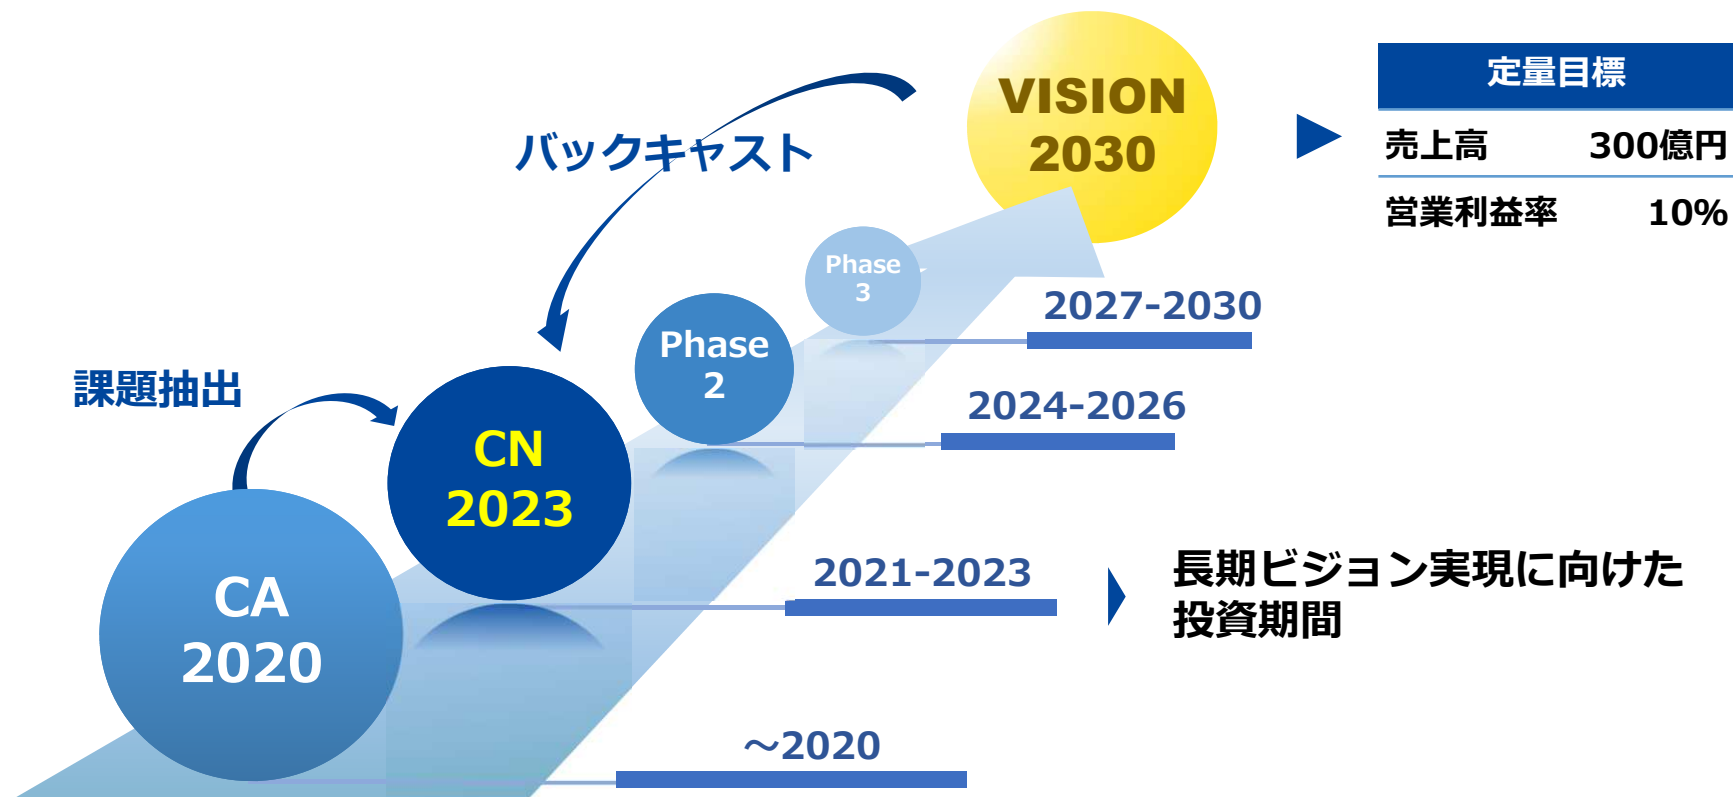 VISION
2030
定量目標
売上高 300億円
営業利益率 10%
バックキャスト
Phase
3
2027-2030
Phase
2
2024-2026
課題抽出
CN
2023
2021-2023
長期ビジョン実現に向けた
投資期間
CA
2020
～2020